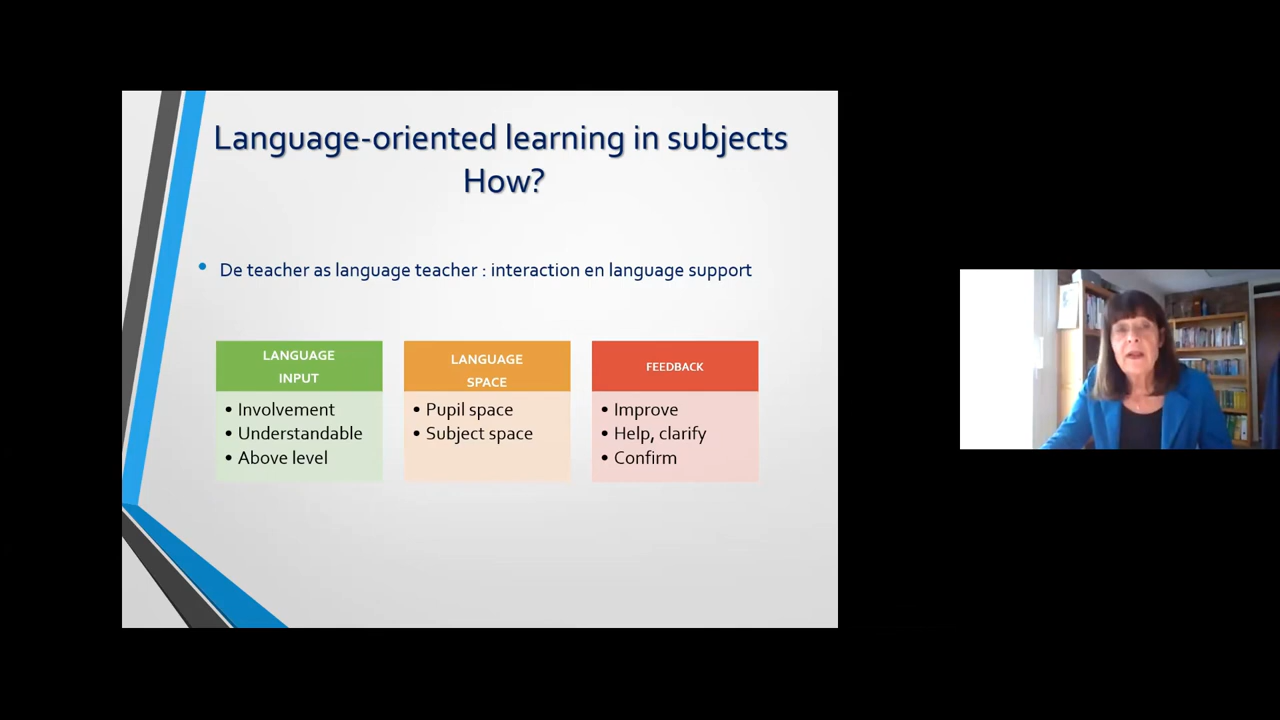 Language-oriented learning in subjects
How?
• De teacher as language teacher : interaction en language support
LANGUAGE
INPUT
• Involvement
• Understandable
• Above level
LANGUAGE
SPACE
• Pupil space
• Subject space
FEEDBACK
• Improve
• Help, clarify
• Confirm